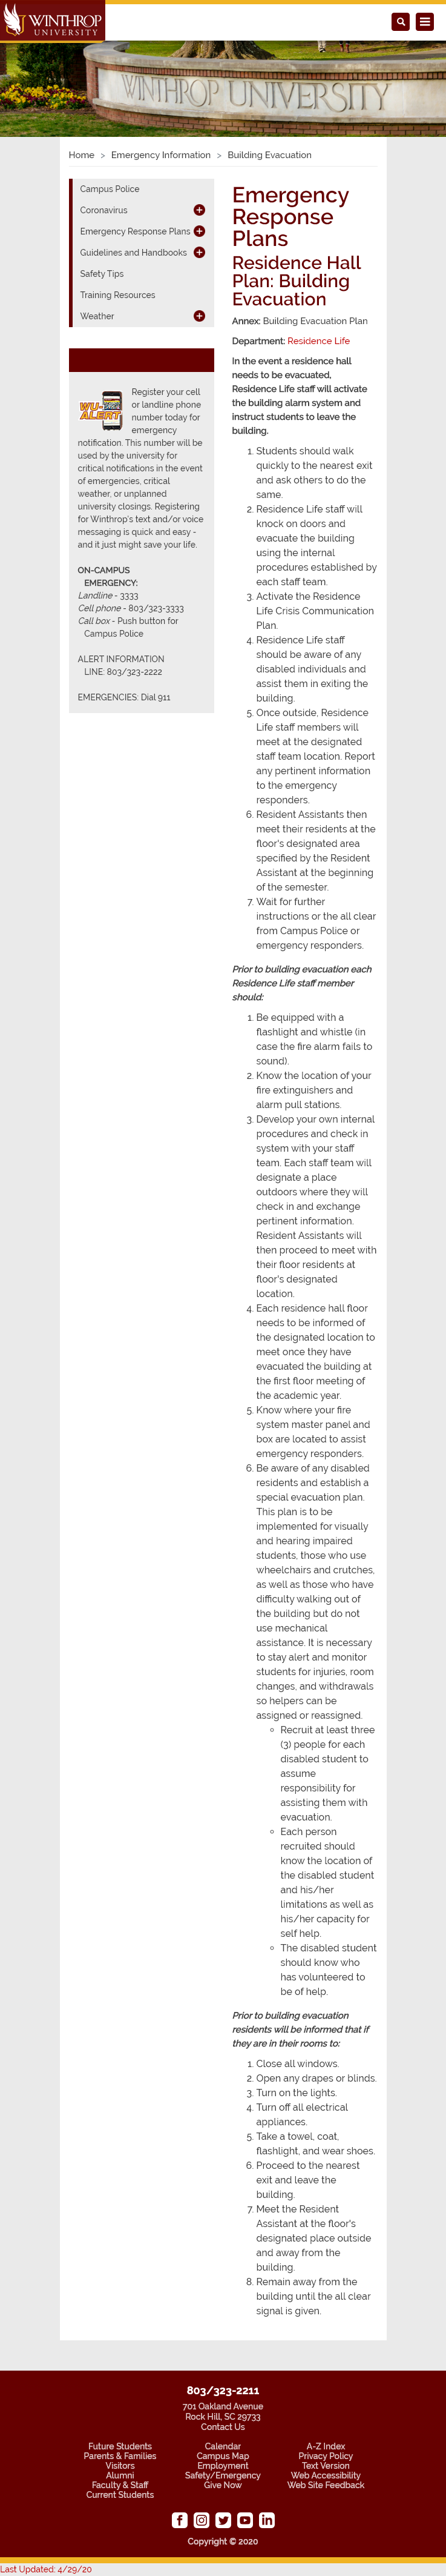 WINTHROP
UNIVERSITY
WINTHROP UNIVERSITY
Home > Emergency Information > Building Evacuation
Campus Police
Coronavirus
Emergency Response Plans
Guidelines and Handbooks
Safety Tips
Training Resources
Weather
WU-ALERT
Register your cell
or landline phone
number today for
emergency
notification. This number will be
used by the university for
critical notifications in the event
of emergencies, critical
weather, or unplanned
university closings. Registering
for Winthrop's text and/or voice
messaging is quick and easy -
and it just might save your life.
ON-CAMPUS
EMERGENCY:
Landline - 3333
Cell phone - 803/323-3333
Call box - Push button for
Campus Police
ALERT INFORMATION
LINE: 803/323-2222
EMERGENCIES: Dial 911
Emergency
Response
Plans
Residence Hall
Plan: Building
Evacuation
Annex: Building Evacuation Plan
Department: Residence Life
In the event a residence hall
needs to be evacuated,
Residence Life staff will activate
the building alarm system and
instruct students to leave the
building.
1. Students should walk
quickly to the nearest exit
and ask others to do the
same.
2. Residence Life staff will
knock on doors and
evacuate the building
using the internal
procedures established by
each staff team.
3. Activate the Residence
Life Crisis Communication
Plan.
4. Residence Life staff
should be aware of any
disabled individuals and
assist them in exiting the
building.
5. Once outside, Residence
Life staff members will
meet at the designated
staff team location. Report
any pertinent information
to the emergency
responders.
6. Resident Assistants then
meet their residents at the
floor's designated area
specified by the Resident
Assistant at the beginning
of the semester.
7. Wait for further
instructions or the all clear
from Campus Police or
emergency responders.
Prior to building evacuation each
Residence Life staff member
should:
1. Be equipped with a
flashlight and whistle (in
case the fire alarm fails to
sound).
2. Know the location of your
fire extinguishers and
alarm pull stations.
3. Develop your own internal
procedures and check in
system with your staff
team. Each staff team will
designate a place
outdoors where they will
check in and exchange
pertinent information.
Resident Assistants will
then proceed to meet with
their floor residents at
floor's designated
location.
4. Each residence hall floor
needs to be informed of
the designated location to
meet once they have
evacuated the building at
the first floor meeting of
the academic year.
5. Know where your fire
system master panel and
box are located to assist
emergency responders.
6. Be aware of any disabled
residents and establish a
special evacuation plan.
This plan is to be
implemented for visually
and hearing impaired
students, those who use
wheelchairs and crutches,
as well as those who have
difficulty walking out of
the building but do not
use mechanical
assistance. It is necessary
to stay alert and monitor
students for injuries, room
changes, and withdrawals
so helpers can be
assigned or reassigned.
Recruit at least three
(3) people for each
disabled student to
assume
responsibility for
assisting them with
evacuation.
Each person
recruited should
know the location of
the disabled student
and his/her
limitations as well as
his/her capacity for
self help.
The disabled student
should know who
has volunteered to
be of help.
Prior to building evacuation
residents will be informed that if
they are in their rooms to:
1. Close all windows.
2. Open any drapes or blinds.
3. Turn on the lights.
4. Turn off all electrical
appliances.
5. Take a towel, coat,
flashlight, and wear shoes.
6. Proceed to the nearest
exit and leave the
building.
7. Meet the Resident
Assistant at the floor's
designated place outside
and away from the
building.
8. Remain away from the
building until the all clear
signal is given.
803/323-2211
701 Oakland Avenue
Rock Hill, SC 29733
Contact Us
Future Students
Parents & Families
Visitors
Alumni
Faculty & Staff
Current Students
Calendar
Campus Map
Employment
Safety/Emergency
Give Now
A-Z Index
Privacy Policy
Text Version
Web Accessibility
Web Site Feedback
Copyright © 2020
Last Updated: 4/29/20